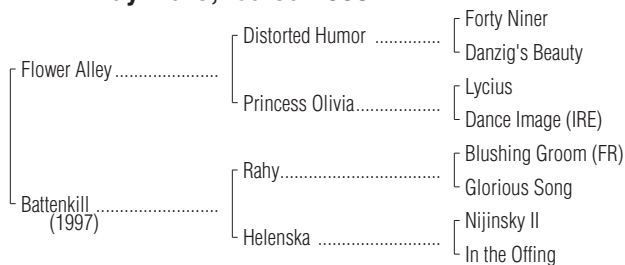 Forty Niner
Distorted Humor ..............
Danzig's Beauty
Flower Alley ......................
Lycius
Princess Olivia..................
Dance Image (IRE)
Blushing Groom (FR)
Rahy..................................
Glorious Song
Battenkill ..........................
(1997)
Nijinsky II
Helenska ..........................
In the Offing